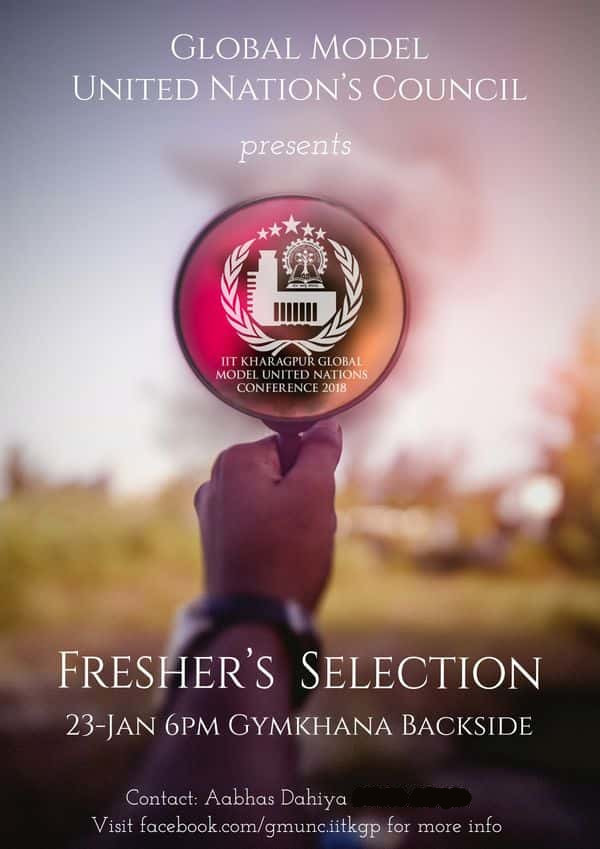 GLOBAL MODEL
UNITED NATION'S COUNCIL
presents
IIT KHARAGPUR GLOBAL
MODEL UNITED NATIONS
CONFERENCE 2018
FRESHER'S SELECTION
23-JAN 6PM GYMKHANA BACKSIDE
Contact: Aabhas Dahiya
Visit facebook.com/gmunc.iitkgp for more info